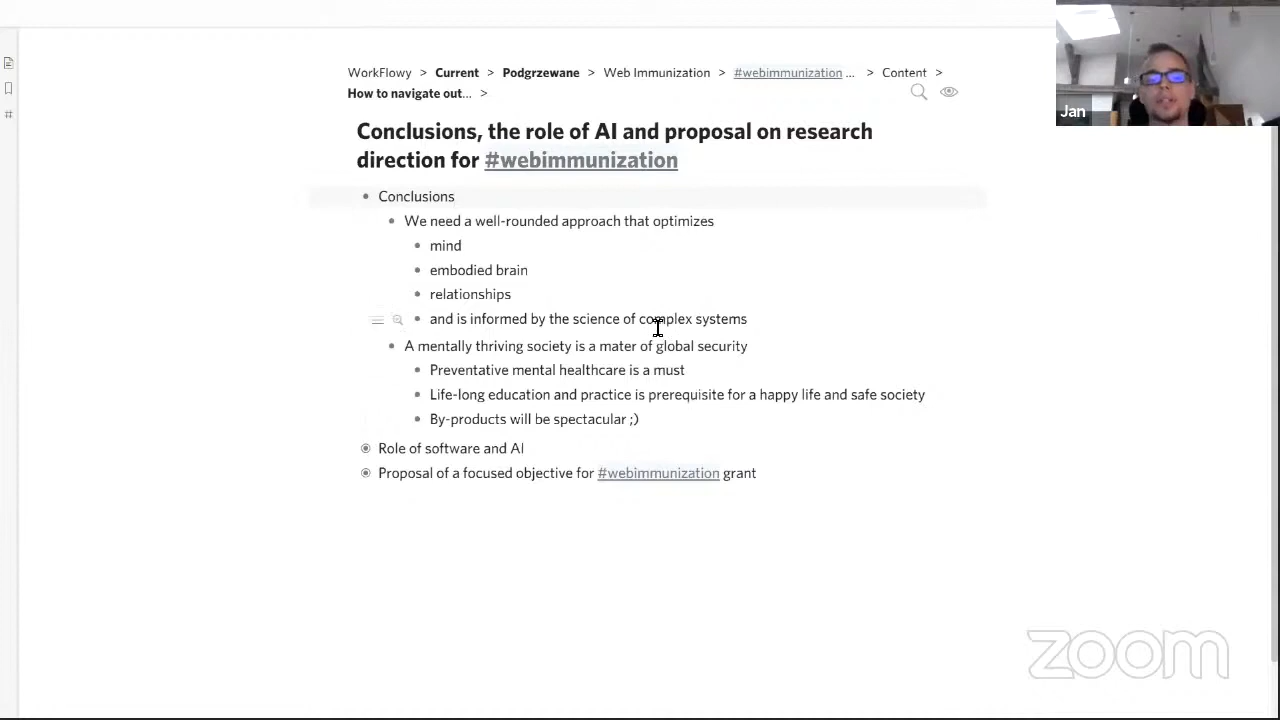 WorkFlowy > Current > Podgrzewane > Web Immunization > #webimmunization ... > Content >
How to navigate out... >
Jan
Conclusions, the role of AI and proposal on research
direction for #webimmunization
Conclusions
We need a well-rounded approach that optimizes
mind
embodied brain
relationships
and is informed by the science of complex systems
A mentally thriving society is a mater of global security
Preventative mental healthcare is a must
Life-long education and practice is prerequisite for a happy life and safe society
By-products will be spectacular ;)
Role of software and AI
Proposal of a focused objective for #webimmunization grant
zoom